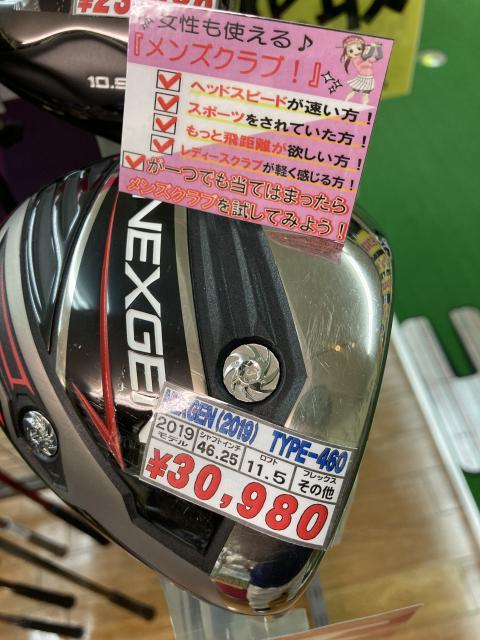 10.5
女性も使える♪
『メンズクラブ！』
ヘッドスピードが速い方！
スポーツをされていた方！
もっと飛距離が欲しい方！
レディースクラブが軽く感じる方！
が一つでも当てはまったら
メンズクラブを試してみよう！
NEXGEN
NEXGEN(2019) TYPE-460
2019 モデル
シャフトインチ 46.25
ロフト 11.5
フレックス その他
¥30,980